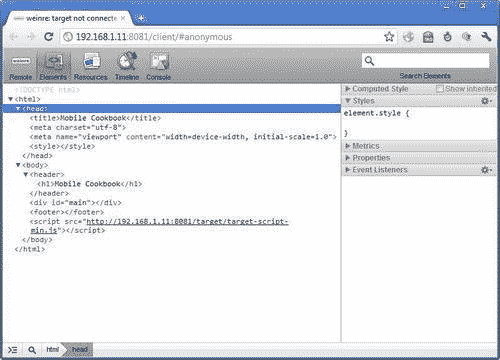 weinre: target not connecte
192.168.1.11:8081/client/#anonymous
weinre
Remote Elements Resources Timeline Console Search Elements
<!DOCTYPE html>
<html>
<head>
<title>Mobile Cookbook</title>
<meta charset="utf-8">
<meta name="viewport" content="width=device-width, initial-scale=1.0">
<style></style>
</head>
<body>
<header>
<h1>Mobile Cookbook</h1>
</header>
<div id="main"></div>
<footer></footer>
<script src="http://192.168.1.11:8081/target/target-script-
min.js"></script>
</body>
</html>
Computed Style Show inherited
Styles
element.style {
}
Metrics
Properties
Event Listeners
html head